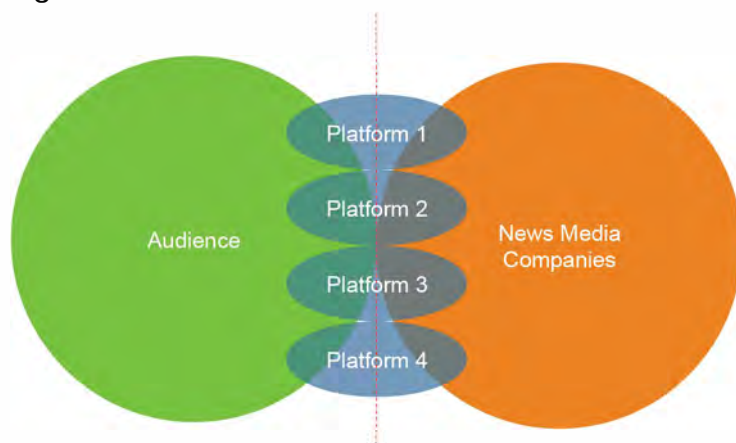 Platform 1
Platform 2
Audience
News Media
Companies
Platform 3
Platform 4